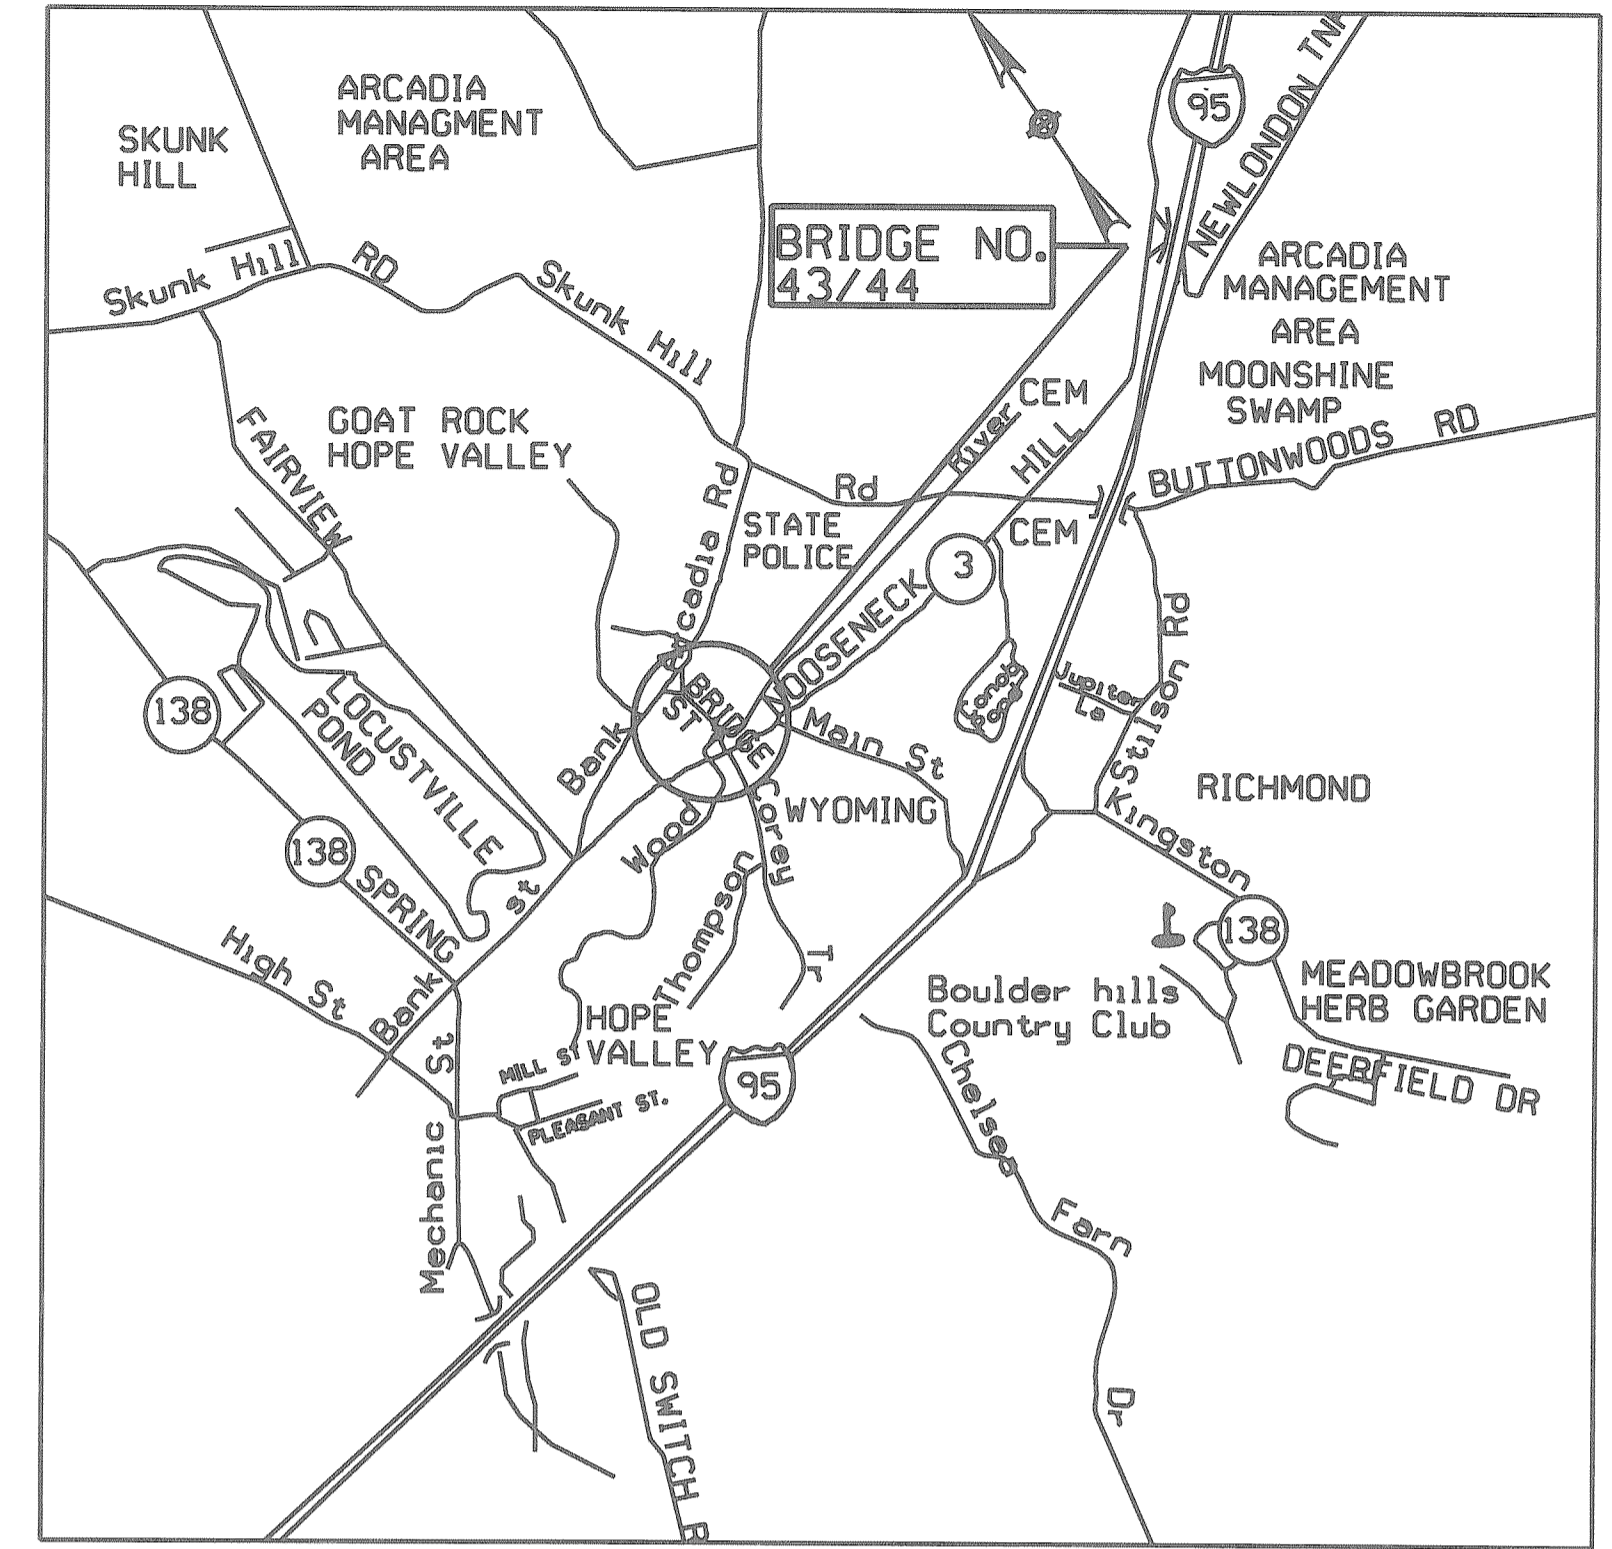 95
NEWLONDON
ARCADIA
MANAGMENT
AREA
SKUNK
HILL
BRIDGE NO.
43/44
Skunk Hill
RD
Skunk Hill
Rd
ARCADIA
MANAGEMENT
AREA
MOONSHINE
SWAMP
BUTTONWOODS RD
GOAT ROCK
HOPE VALLEY
FAIRVIEW
CEM
River
HILL
CEM
3
MOOSENECK
STATE
POLICE
Arcadia Rd
138
LOCUSTVILLE
POND
BRIDGE
ST
Bank
Main St
Jupiter
La
Stilson Rd
138
SPRING
Wood
Corey
Tr
WYOMING
RICHMOND
Kingston
138
Thompson
st
High St
Bank
HOPE
VALLEY
Boulder hills
Country Club
MEADOWBROOK
HERB GARDEN
DEERFIELD DR
MILL ST
PLEASANT ST.
95
Mechanic St
Chelsea
Farn
Dr
OLD SWITCH R